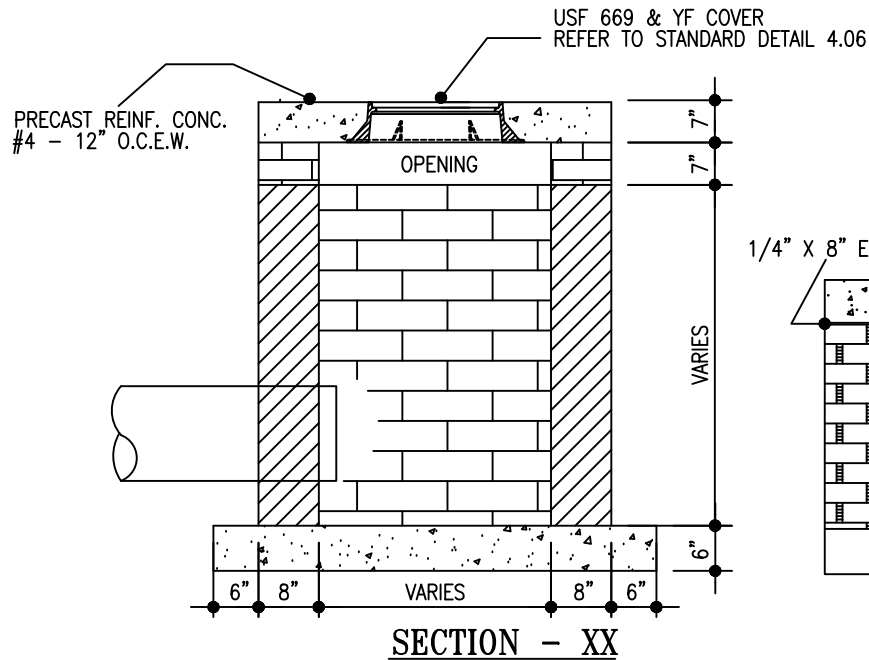 USF 669 & YF COVER
REFER TO STANDARD DETAIL 4.06
PRECAST REINF. CONC.
#4 – 12" O.C.E.W.
7"
OPENING
7"
1/4" X 8" E
VARIES
6"
6"
8"
VARIES
8"
6"
SECTION – XX